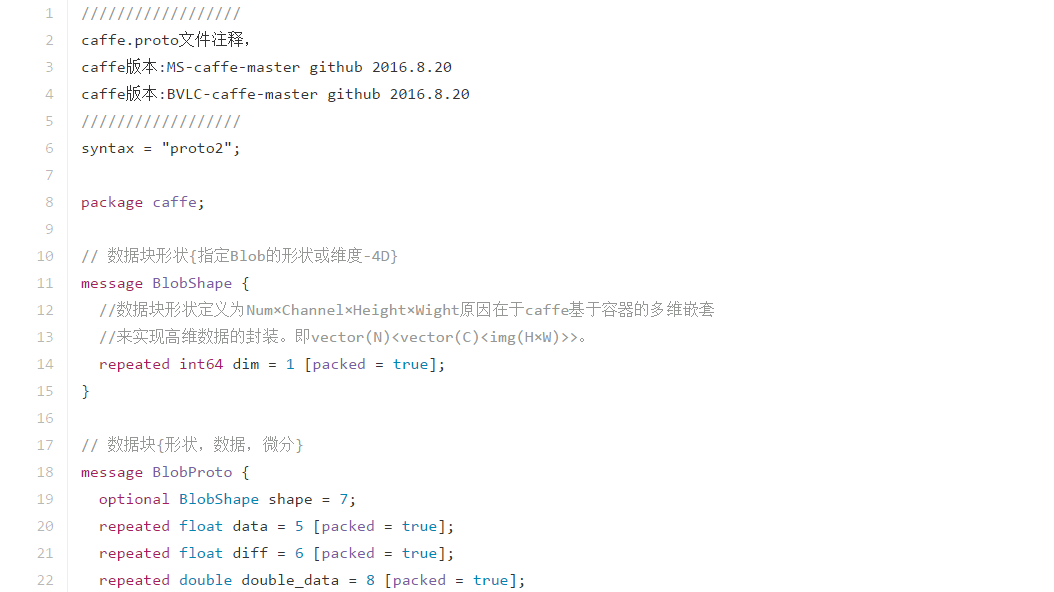 1 //////////////////
2 caffe.proto文件注释，
3 caffe版本:MS-caffe-master github 2016.8.20
4 caffe版本:BVLC-caffe-master github 2016.8.20
5 //////////////////
6 syntax = "proto2";
7
8 package caffe;
9
10 // 数据块形状{指定Blob的形状或维度-4D}
11 message BlobShape {
12 //数据块形状定义为Num×Channel×Height×Wight原因在于caffe基于容器的多维嵌套
13 //来实现高维数据的封装。即vector(N)<vector(C)<img(H×W)>>。
14 repeated int64 dim = 1 [packed = true];
15 }
16
17 // 数据块{形状，数据，微分}
18 message BlobProto {
19 optional BlobShape shape = 7;
20 repeated float data = 5 [packed = true];
21 repeated float diff = 6 [packed = true];
22 repeated double double_data = 8 [packed = true];